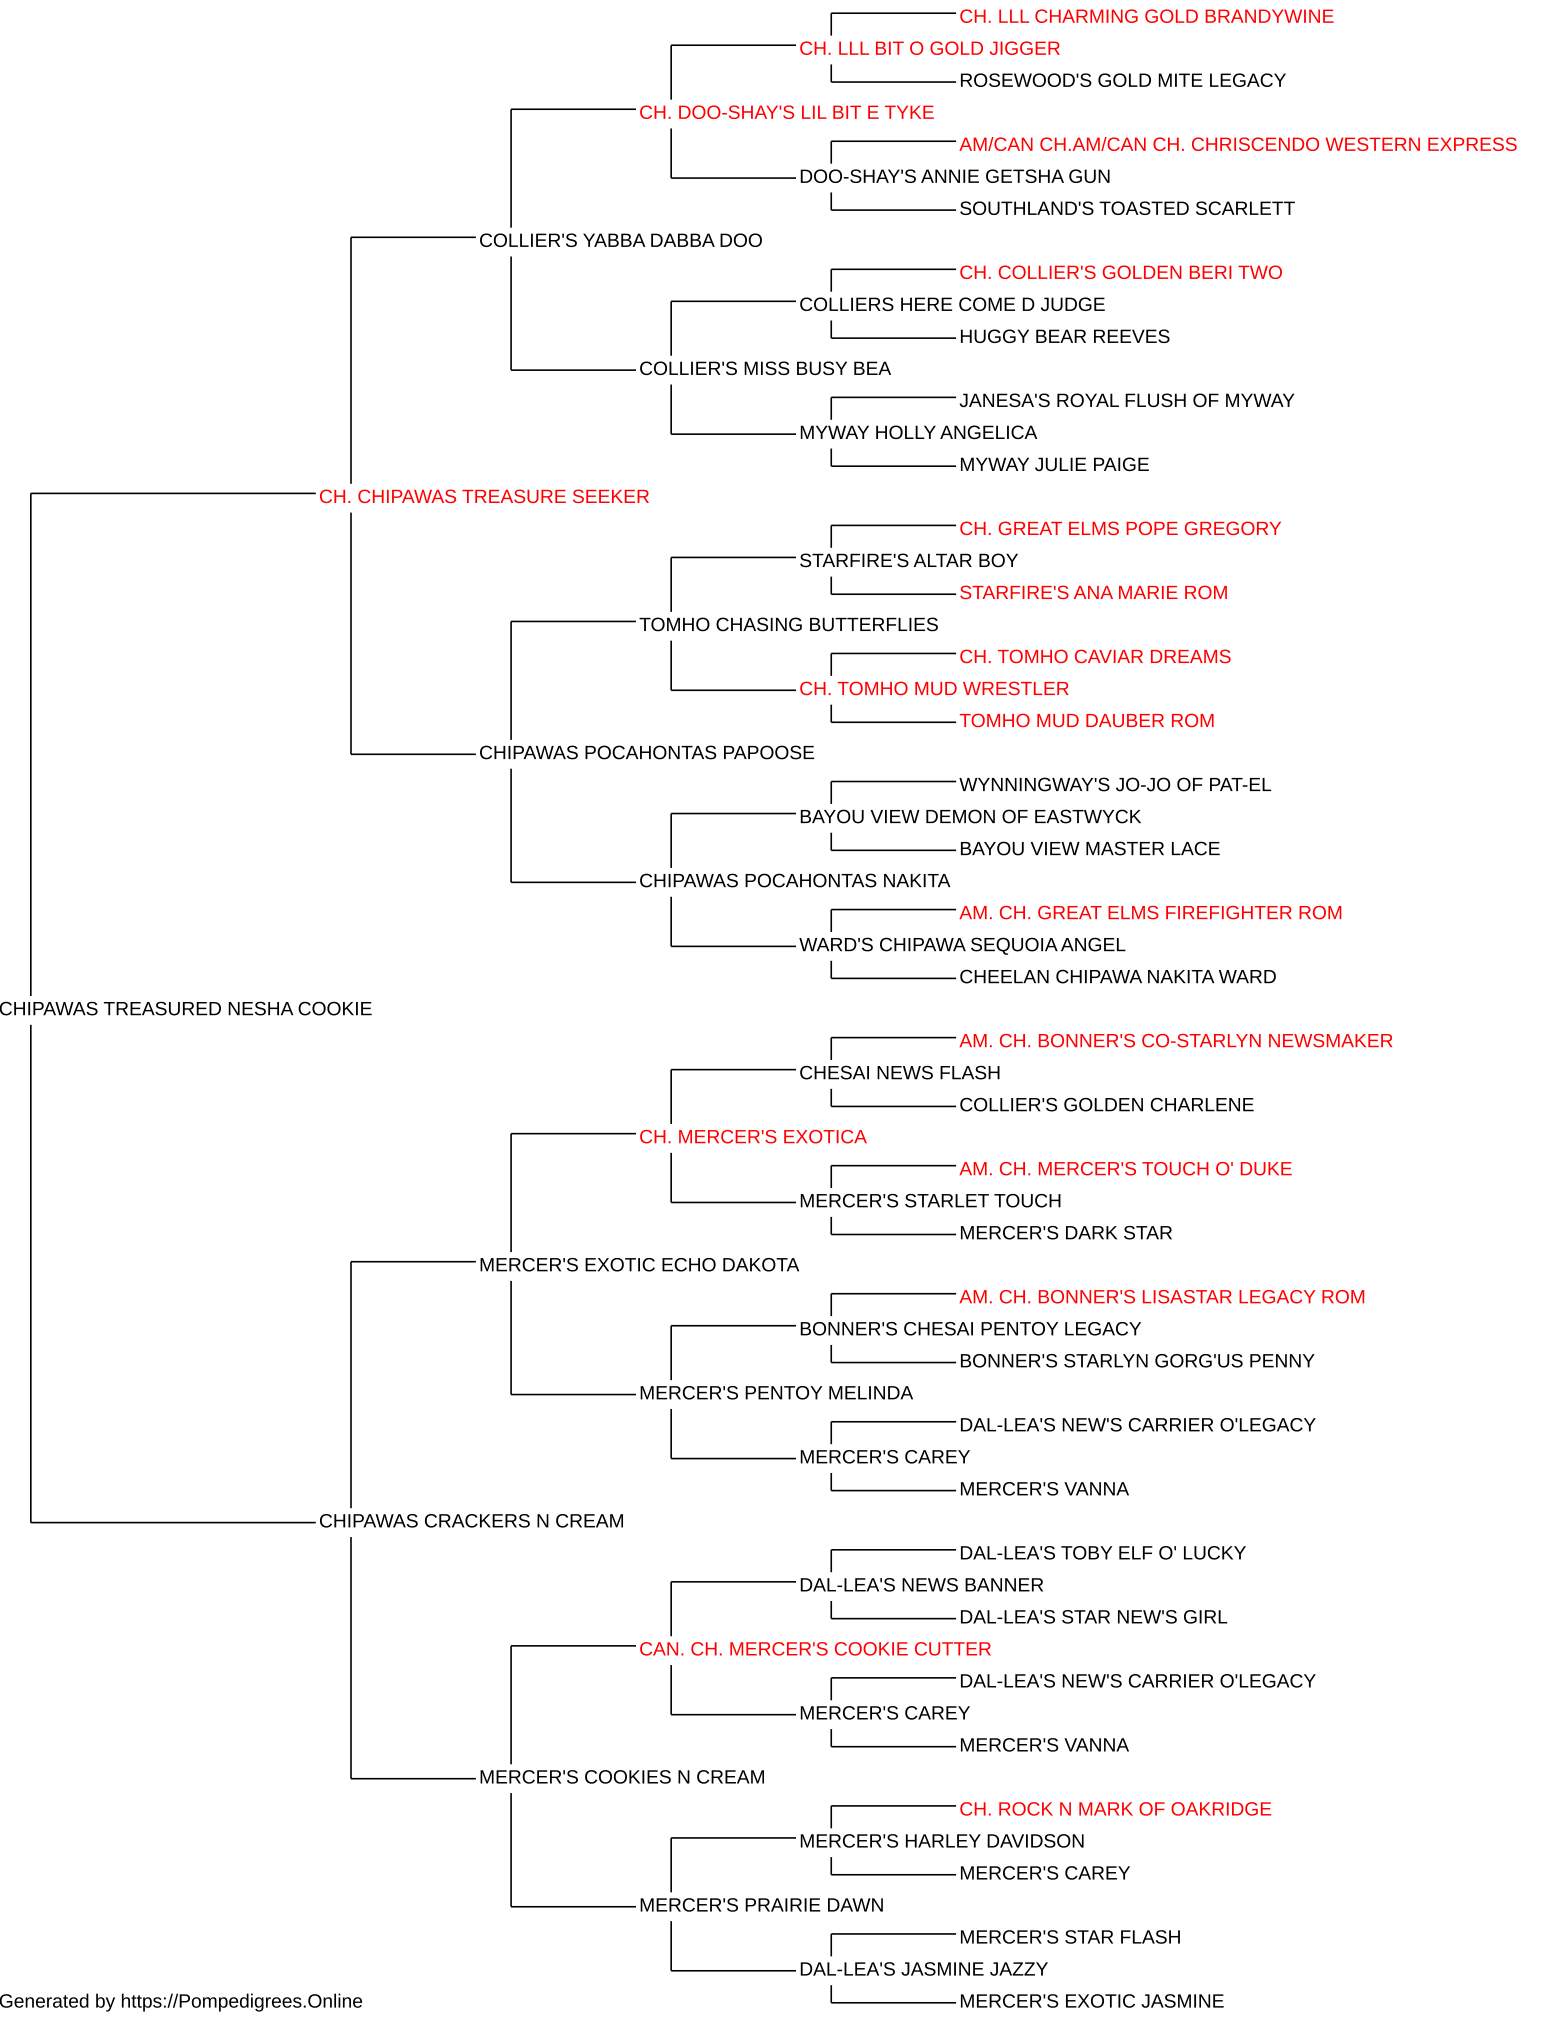 CH. LLL CHARMING GOLD BRANDYWINE
CH. LLL BIT O GOLD JIGGER
ROSEWOOD'S GOLD MITE LEGACY
CH. DOO-SHAY'S LIL BIT E TYKE
AM/CAN CH.AM/CAN CH. CHRISCENDO WESTERN EXPRESS
DOO-SHAY'S ANNIE GETSHA GUN
SOUTHLAND'S TOASTED SCARLETT
COLLIER'S YABBA DABBA DOO
CH. COLLIER'S GOLDEN BERI TWO
COLLIERS HERE COME D JUDGE
HUGGY BEAR REEVES
COLLIER'S MISS BUSY BEA
JANESA'S ROYAL FLUSH OF MYWAY
MYWAY HOLLY ANGELICA
MYWAY JULIE PAIGE
CH. CHIPAWAS TREASURE SEEKER
CH. GREAT ELMS POPE GREGORY
STARFIRE'S ALTAR BOY
STARFIRE'S ANA MARIE ROM
TOMHO CHASING BUTTERFLIES
CH. TOMHO CAVIAR DREAMS
CH. TOMHO MUD WRESTLER
TOMHO MUD DAUBER ROM
CHIPAWAS POCAHONTAS PAPOOSE
WYNNINGWAY'S JO-JO OF PAT-EL
BAYOU VIEW DEMON OF EASTWYCK
BAYOU VIEW MASTER LACE
CHIPAWAS POCAHONTAS NAKITA
AM. CH. GREAT ELMS FIREFIGHTER ROM
WARD'S CHIPAWA SEQUOIA ANGEL
CHEELAN CHIPAWA NAKITA WARD
CHIPAWAS TREASURED NESHA COOKIE
AM. CH. BONNER'S CO-STARLYN NEWSMAKER
CHESAI NEWS FLASH
COLLIER'S GOLDEN CHARLENE
CH. MERCER'S EXOTICA
AM. CH. MERCER'S TOUCH O' DUKE
MERCER'S STARLET TOUCH
MERCER'S DARK STAR
MERCER'S EXOTIC ECHO DAKOTA
AM. CH. BONNER'S LISASTAR LEGACY ROM
BONNER'S CHESAI PENTOY LEGACY
BONNER'S STARLYN GORG'US PENNY
MERCER'S PENTOY MELINDA
DAL-LEA'S NEW'S CARRIER O'LEGACY
MERCER'S CAREY
MERCER'S VANNA
CHIPAWAS CRACKERS N CREAM
DAL-LEA'S TOBY ELF O' LUCKY
DAL-LEA'S NEWS BANNER
DAL-LEA'S STAR NEW'S GIRL
CAN. CH. MERCER'S COOKIE CUTTER
DAL-LEA'S NEW'S CARRIER O'LEGACY
MERCER'S CAREY
MERCER'S VANNA
MERCER'S COOKIES N CREAM
CH. ROCK N MARK OF OAKRIDGE
MERCER'S HARLEY DAVIDSON
MERCER'S CAREY
MERCER'S PRAIRIE DAWN
MERCER'S STAR FLASH
DAL-LEA'S JASMINE JAZZY
MERCER'S EXOTIC JASMINE
Generated by https://Pompedigrees.Online